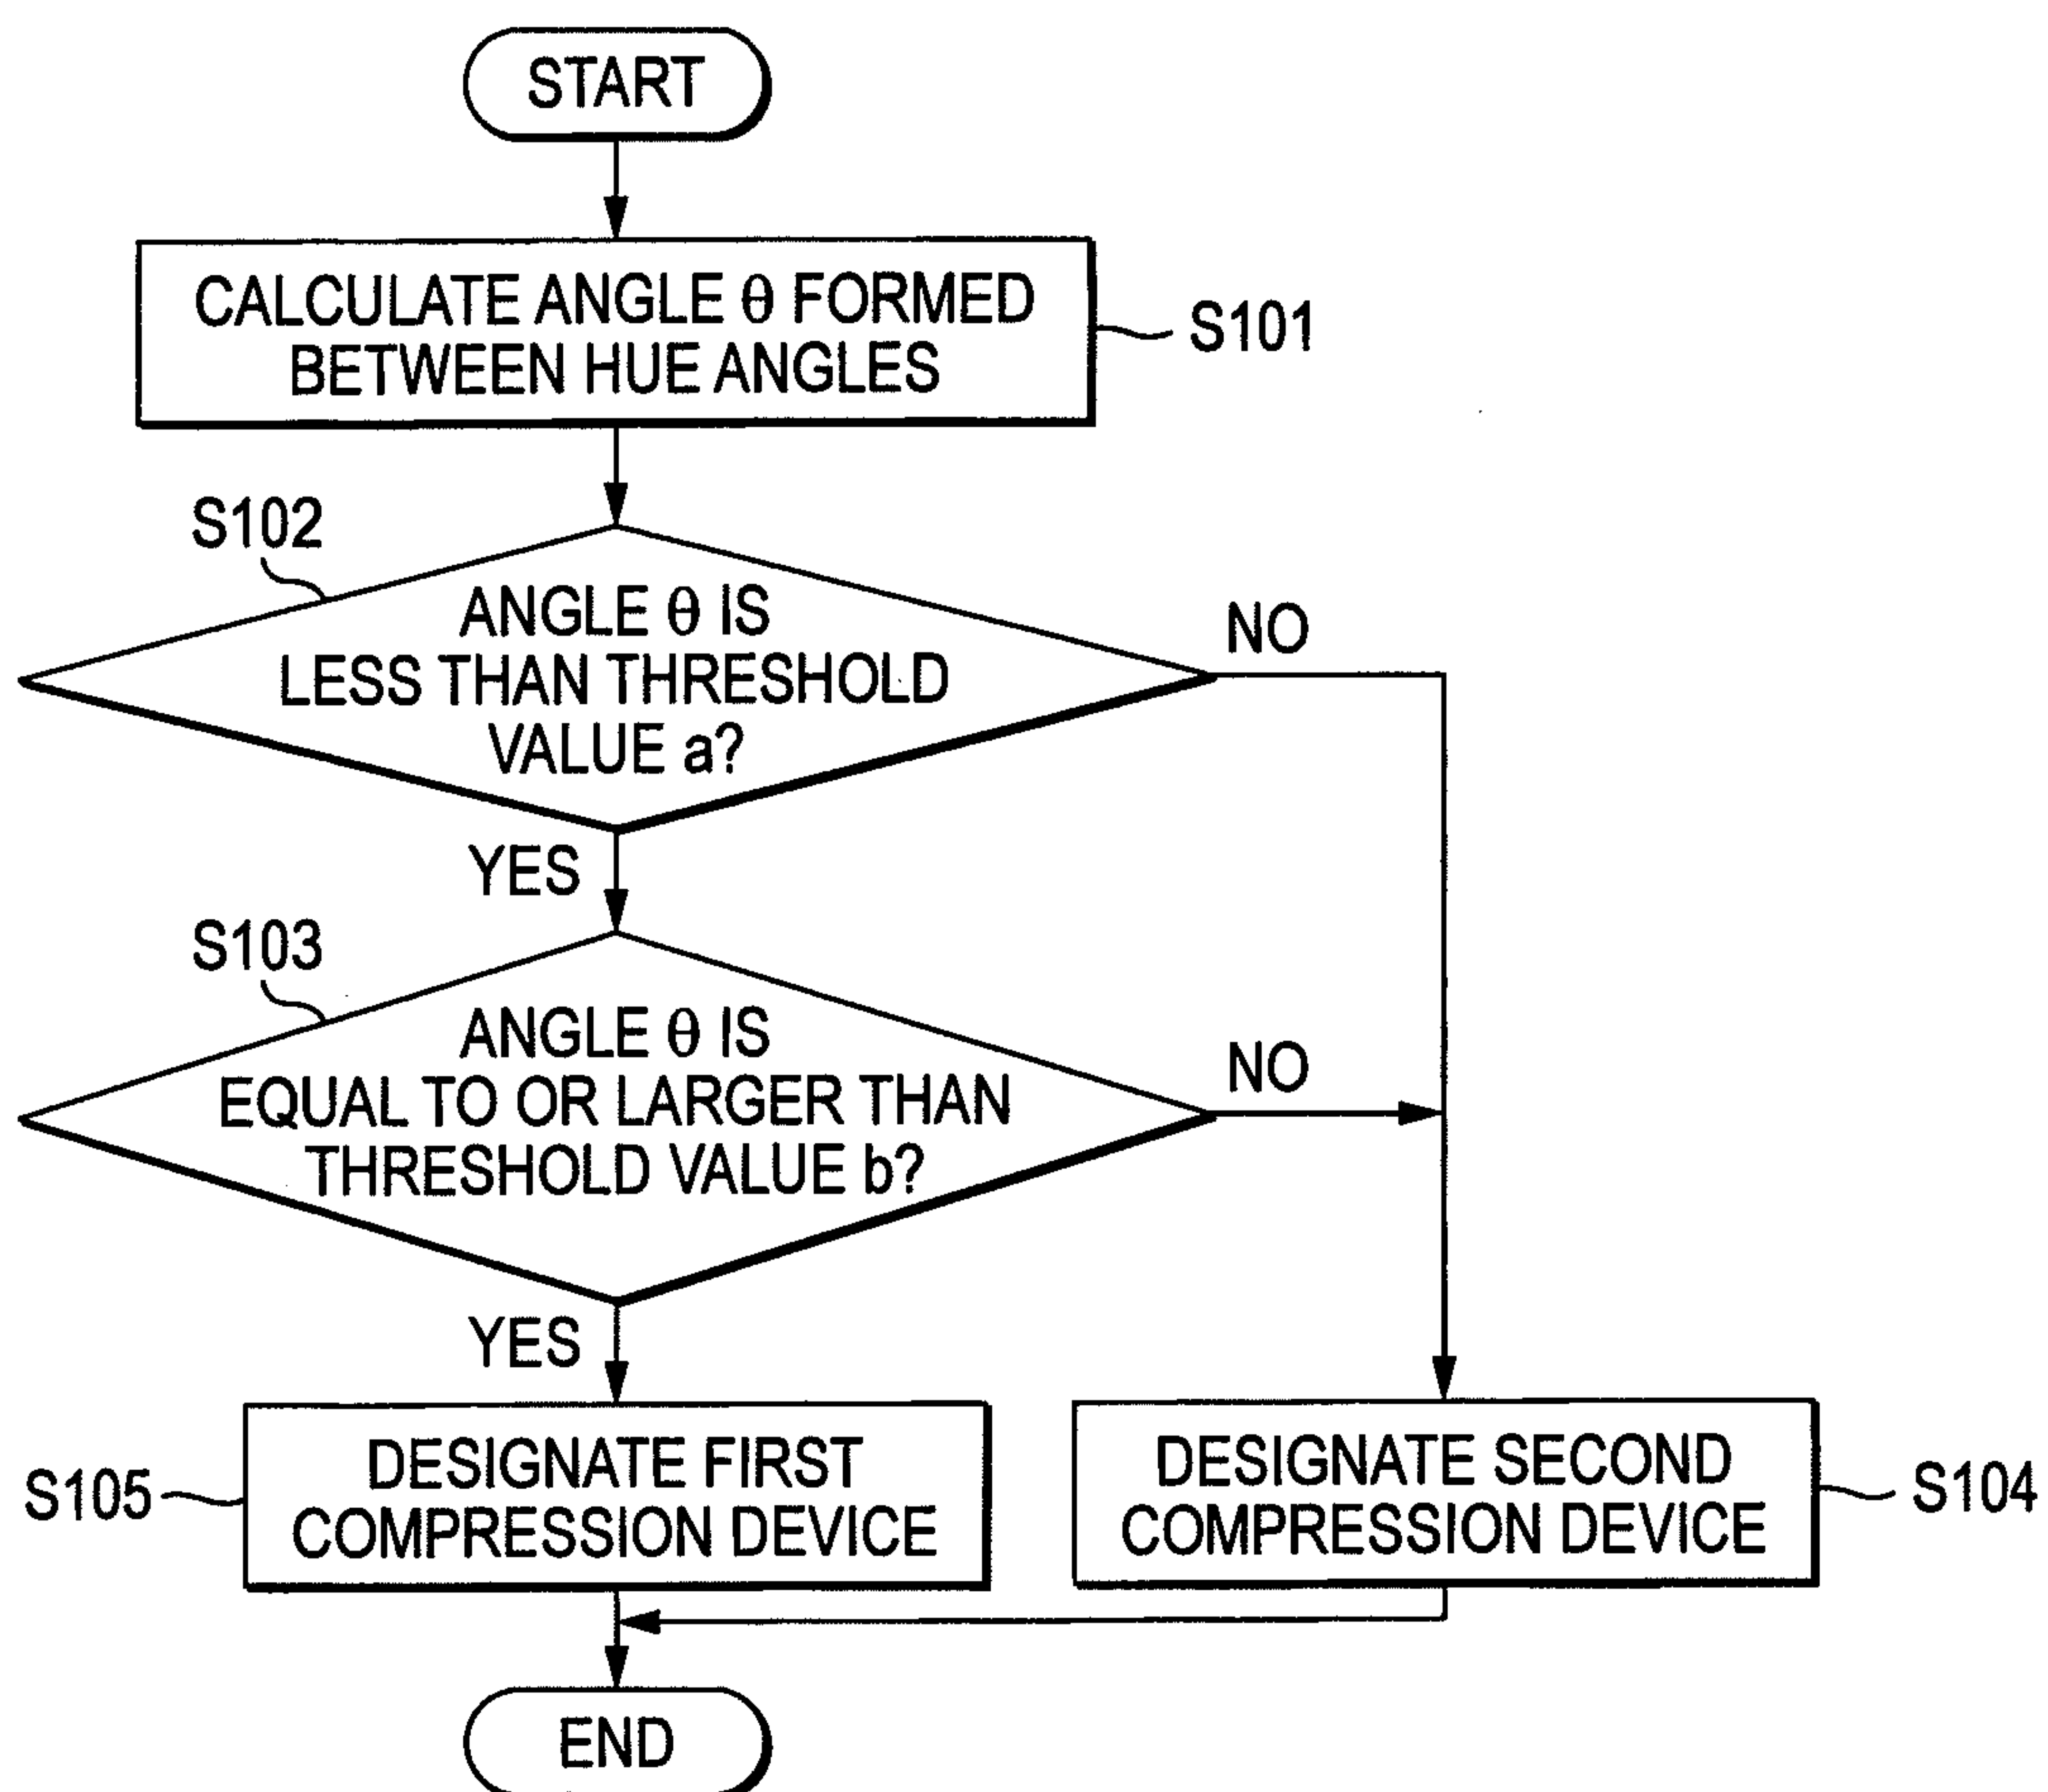 START
CALCULATE ANGLE θ FORMED
BETWEEN HUE ANGLES
S101
S102
ANGLE θ IS
LESS THAN THRESHOLD
VALUE a?
NO
YES
S103
ANGLE θ IS
EQUAL TO OR LARGER THAN
THRESHOLD VALUE b?
NO
YES
S105
DESIGNATE FIRST
COMPRESSION DEVICE
DESIGNATE SECOND
COMPRESSION DEVICE
S104
END